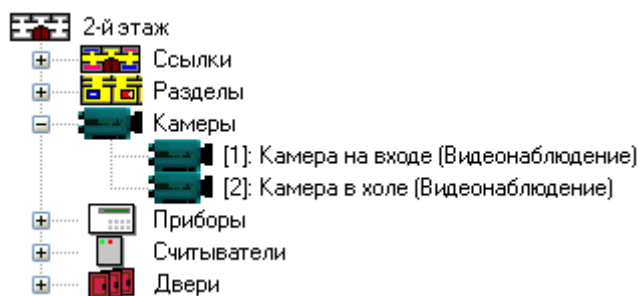 2-й этаж
Ссылки
Разделы
Камеры
[1]: Камера на входе (Видеонаблюдение)
[2]: Камера в холе (Видеонаблюдение)
Приборы
Считыватели
Двери